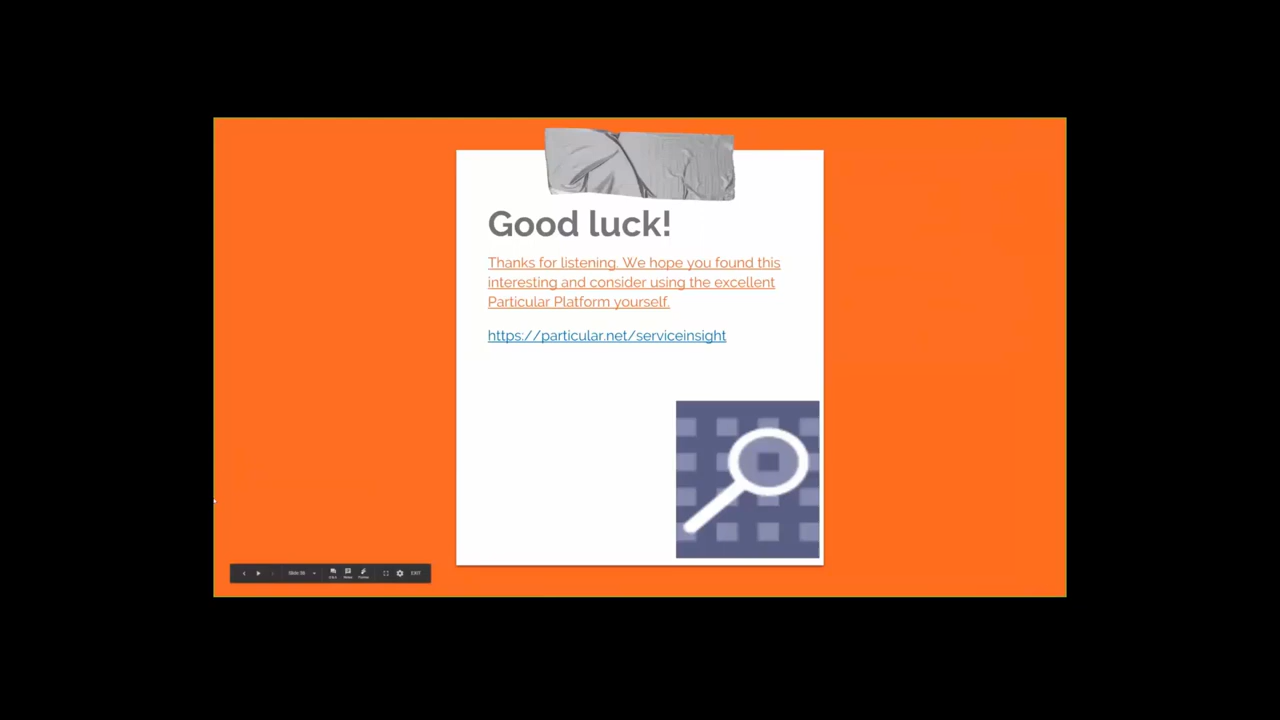 Good luck!
Thanks for listening. We hope you found this
interesting and consider using the excellent
Particular Platform yourself.
https://particular.net/serviceinsight
EXIT